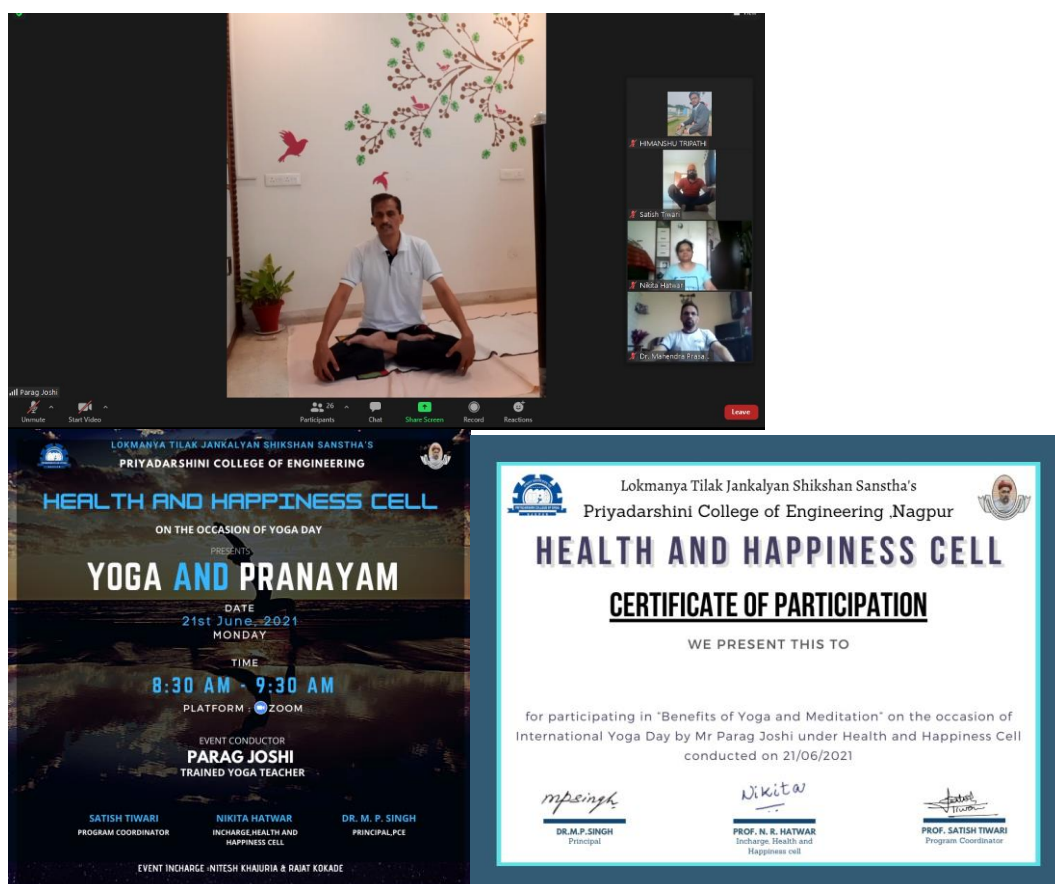 HIMANSHU TRIPATHI
Satish Tiwari
Nikita Hatwar
Dr. Mahendra Prasa...
Parag Joshi
Unmute
Start Video
26
Participants
Chat
Share Screen
Record
Reactions
Leave
LOKMANYA TILAK JANKALYAN SHIKSHAN SANSTHA'S
PRIYADARSHINI COLLEGE OF ENGINEERING
HEALTH AND HAPPINESS CELL
ON THE OCCASION OF YOGA DAY
PRESENTS
YOGA AND PRANAYAM
DATE
21st June, 2021
MONDAY
TIME
8:30 AM - 9:30 AM
PLATFORM : ZOOM
EVENT CONDUCTOR
PARAG JOSHI
TRAINED YOGA TEACHER
SATISH TIWARI
PROGRAM COORDINATOR
NIKITA HATWAR
INCHARGE,HEALTH AND
HAPPINESS CELL
DR. M. P. SINGH
PRINCIPAL,PCE
EVENT INCHARGE :NITESH KHAJURIA & RAJAT KOKADE
Lokmanya Tilak Jankalyan Shikshan Sanstha's
Priyadarshini College of Engineering ,Nagpur
HEALTH AND HAPPINESS CELL
CERTIFICATE OF PARTICIPATION
WE PRESENT THIS TO
for participating in "Benefits of Yoga and Meditation" on the occasion of
International Yoga Day by Mr Parag Joshi under Health and Happiness Cell
conducted on 21/06/2021
mpsingh
DR.M.P.SINGH
Principal
Nikita
PROF. N. R. HATWAR
Incharge, Health and
Happiness cell
Satish
Tiwari
PROF. SATISH TIWARI
Program Coordinator